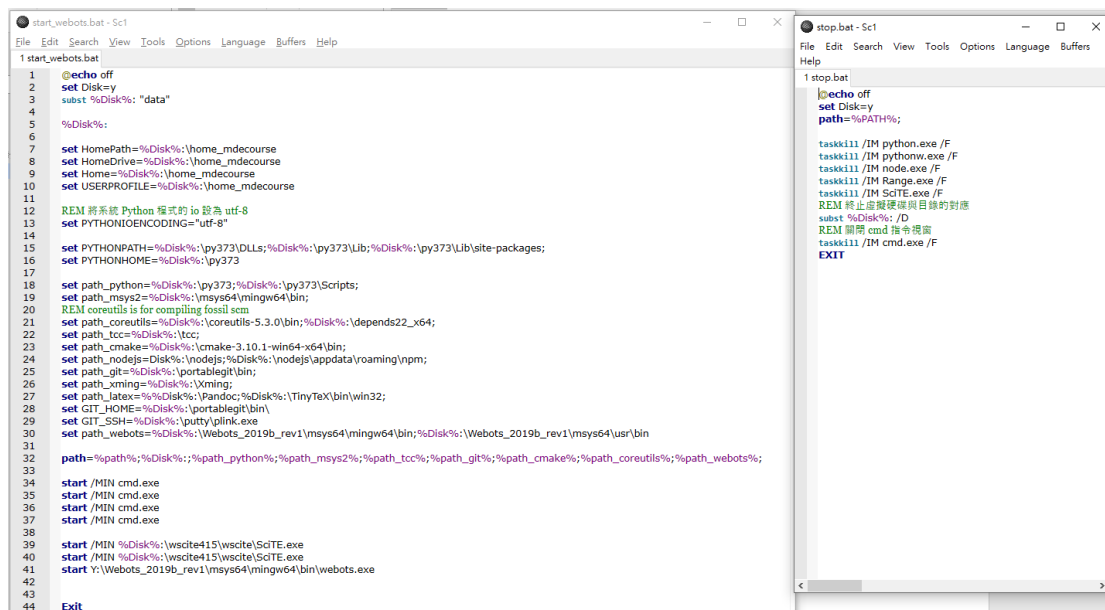 start_webots.bat - Sc1
File Edit Search View Tools Options Language Buffers Help
1 start_webots.bat
1 @echo off
2 set Disk=y
3 subst %Disk%: "data"
4
5 %Disk%:
6
7 set HomePath=%Disk%:\home_mdecourse
8 set HomeDrive=%Disk%:\home_mdecourse
9 set Home=%Disk%:\home_mdecourse
10 set USERPROFILE=%Disk%:\home_mdecourse
11
12 REM 將系統 Python 程式的 io 設為 utf-8
13 set PYTHONIOENCODING="utf-8"
14
15 set PYTHONPATH=%Disk%:\py373\DLLs;%Disk%:\py373\Lib;%Disk%:\py373\Lib\site-packages;
16 set PYTHONHOME=%Disk%:\py373
17
18 set path_python=%Disk%:\py373;%Disk%:\py373\Scripts;
19 set path_msys2=%Disk%:\msys64\mingw64\bin;
20 REM coreutils is for compiling fossil scm
21 set path_coreutils=%Disk%:\coreutils-5.3.0\bin;%Disk%:\depends22_x64;
22 set path_tcc=%Disk%:\tcc;
23 set path_cmake=%Disk%:\cmake-3.10.1-win64-x64\bin;
24 set path_nodejs=Disk%:\nodejs;%Disk%:\nodejs\appdata\roaming\npm;
25 set path_git=%Disk%:\portablegit\bin;
26 set path_xming=%Disk%:\Xming;
27 set path_latex=%%Disk%:\Pandoc;%Disk%:\TinyTeX\bin\win32;
28 set GIT_HOME=%Disk%:\portablegit\bin\
29 set GIT_SSH=%Disk%:\putty\plink.exe
30 set path_webots=%Disk%:\Webots_2019b_rev1\msys64\mingw64\bin;%Disk%:\Webots_2019b_rev1\msys64\usr\bin
31
32 path=%path%;%Disk%:;%path_python%;%path_msys2%;%path_tcc%;%path_git%;%path_cmake%;%path_coreutils%;%path_webots%;
33
34 start /MIN cmd.exe
35 start /MIN cmd.exe
36 start /MIN cmd.exe
37 start /MIN cmd.exe
38
39 start /MIN %Disk%:\wscite415\wscite\SciTE.exe
40 start /MIN %Disk%:\wscite415\wscite\SciTE.exe
41 start Y:\Webots_2019b_rev1\msys64\mingw64\bin\webots.exe
42
43
44 Exit
stop.bat - Sc1
File Edit Search View Tools Options Language Buffers
Help
1 stop.bat
@echo off
set Disk=y
path=%PATH%;
taskkill /IM python.exe /F
taskkill /IM pythonw.exe /F
taskkill /IM node.exe /F
taskkill /IM Range.exe /F
taskkill /IM SciTE.exe /F
REM 終止虛擬硬碟與目錄的對應
subst %Disk%: /D
REM 關閉 cmd 指令視窗
taskkill /IM cmd.exe /F
EXIT